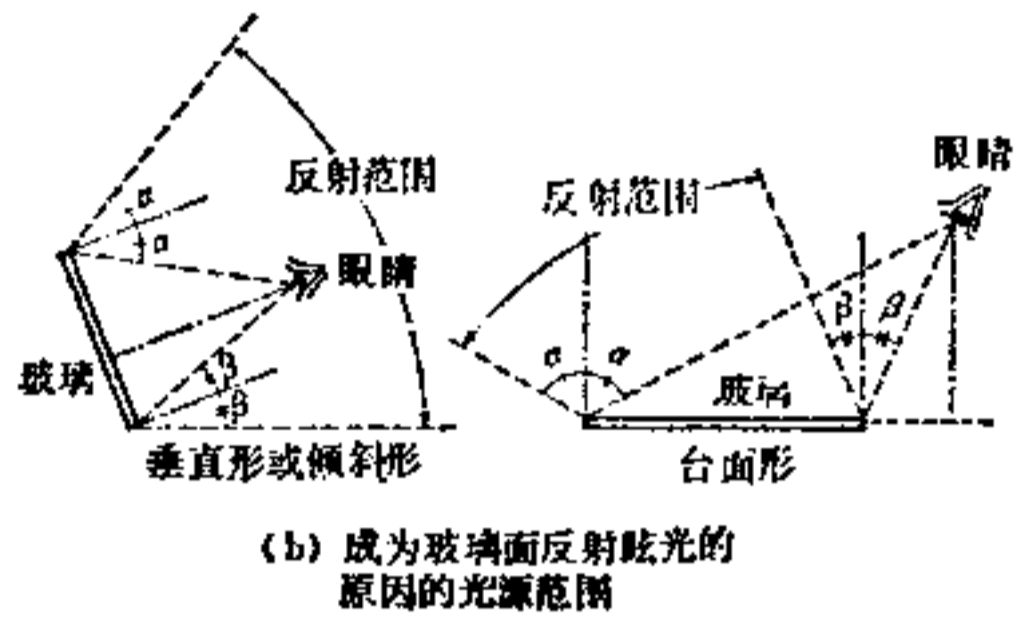 反射范围
α
α
眼睛
玻璃
β
β
垂直形或倾斜形
眼睛
反射范围
β β
α α
玻璃
台面形
(b) 成为玻璃面反射眩光的
原因的光源范围